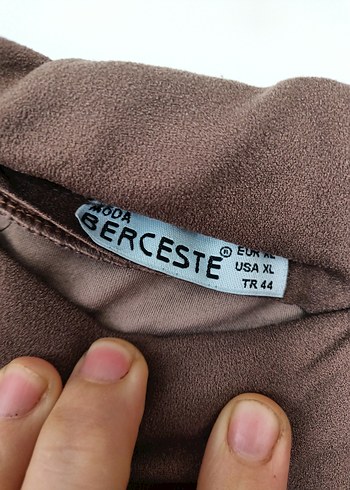 MODA
BERCESTE®
EUR XL
USA XL
TR 44